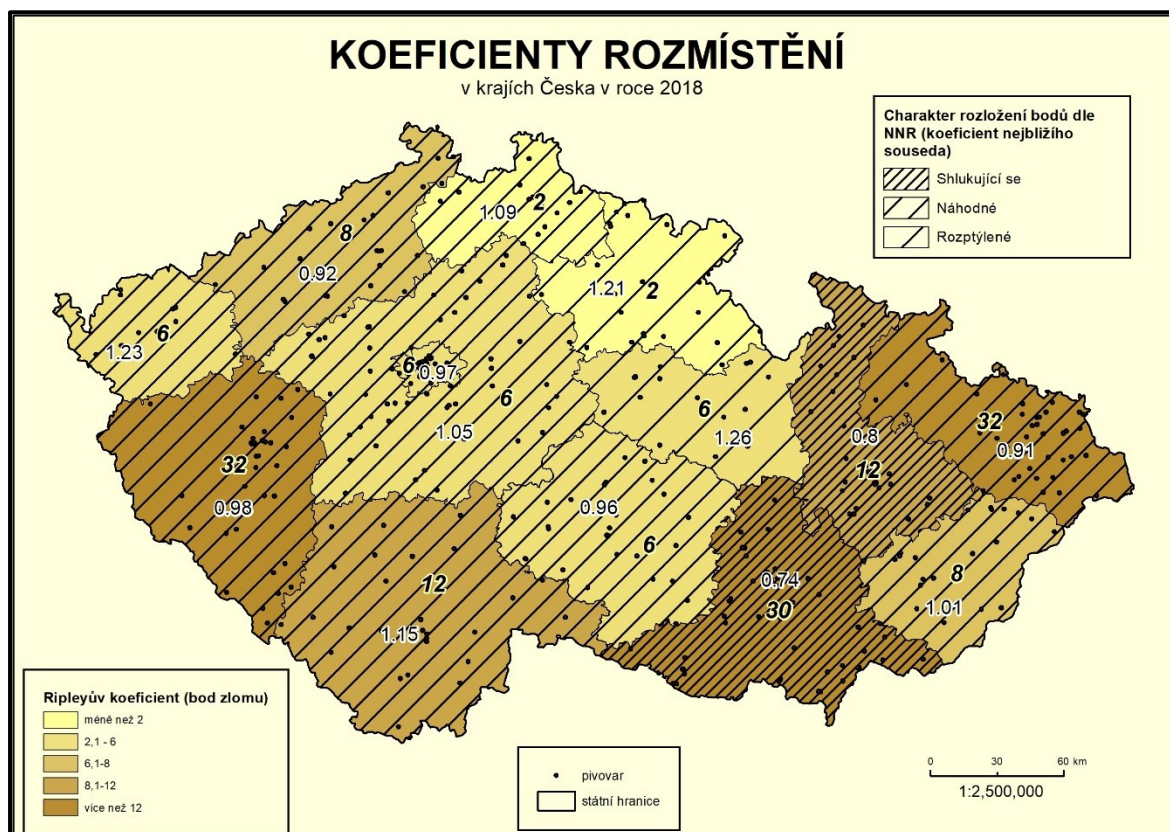 KOEFICIENTY ROZMÍSTĚNÍ
v krajích Česka v roce 2018
Charakter rozložení bodů dle
NNR (koeficient nejbližího
souseda)
Shlukující se
Náhodné
Rozptýlené
1.09
2
8
0.92
1.21
2
6
1.23
6
0.97
6
1.05
6
1.26
32
0.98
0.8
12
32
0.91
0.96
6
12
1.15
0.74
30
8
1.01
Ripleyův koeficient (bod zlomu)
méně než 2
2,1 - 6
6,1-8
8,1-12
více než 12
pivovar
státní hranice
0 30 60 km
1:2,500,000